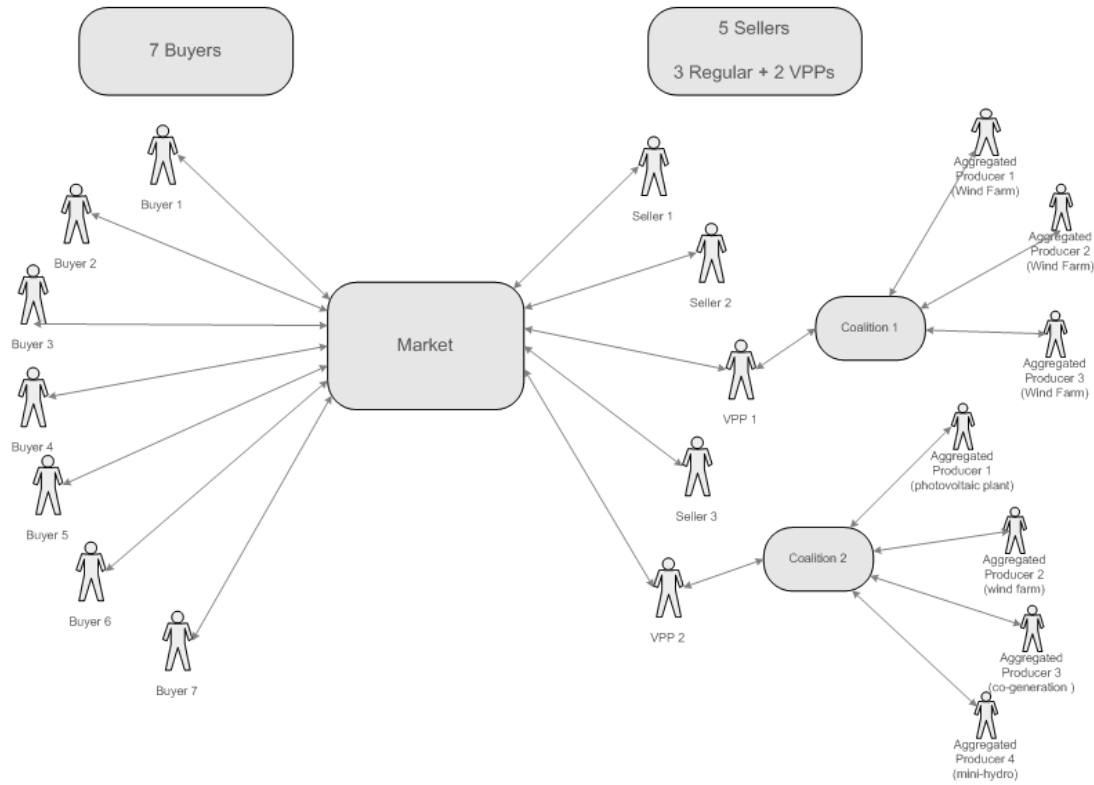 7 Buyers
5 Sellers
3 Regular + 2 VPPs
Buyer 1
Buyer 2
Buyer 3
Buyer 4
Buyer 5
Buyer 6
Buyer 7
Market
Seller 1
Seller 2
VPP 1
Seller 3
VPP 2
Coalition 1
Aggregated
Producer 1
(Wind Farm)
Aggregated
Producer 2
(Wind Farm)
Aggregated
Producer 3
(Wind Farm)
Coalition 2
Aggregated
Producer 1
(photovoltaic plant)
Aggregated
Producer 2
(wind farm)
Aggregated
Producer 3
(co-generation )
Aggregated
Producer 4
(mini-hydro)